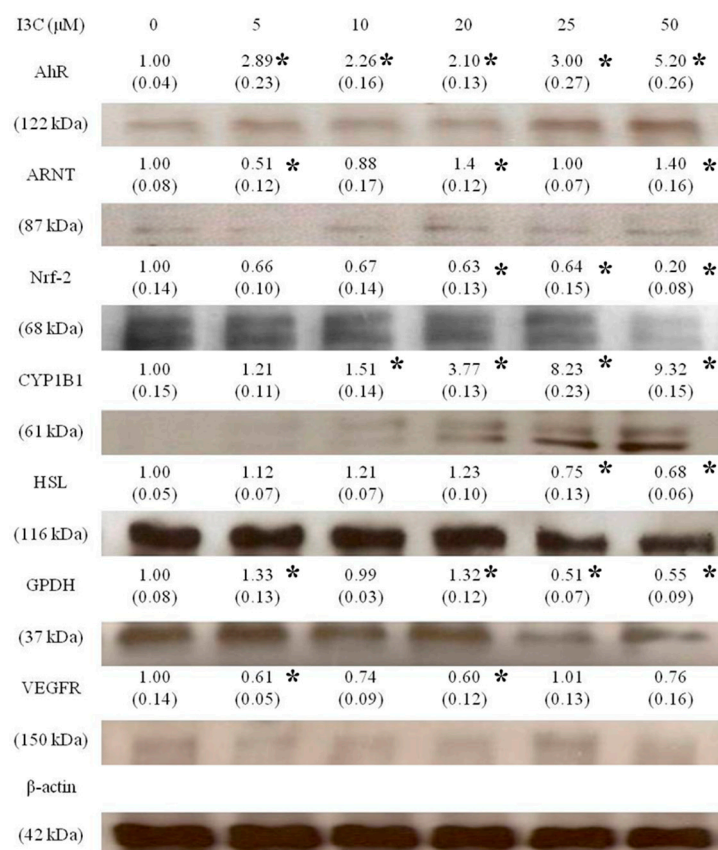 I3C (μM) 0 5 10 20 25 50
AhR 1.00 2.89 * 2.26 * 2.10 * 3.00 * 5.20 *
(0.04) (0.23) (0.16) (0.13) (0.27) (0.26)
(122 kDa)
ARNT 1.00 0.51 * 0.88 1.4 * 1.00 1.40 *
(0.08) (0.12) (0.17) (0.12) (0.07) (0.16)
(87 kDa)
Nrf-2 1.00 0.66 0.67 0.63 * 0.64 * 0.20 *
(0.14) (0.10) (0.14) (0.13) (0.15) (0.08)
(68 kDa)
CYP1B1 1.00 1.21 1.51 * 3.77 * 8.23 * 9.32 *
(0.15) (0.11) (0.14) (0.13) (0.23) (0.15)
(61 kDa)
HSL 1.00 1.12 1.21 1.23 0.75 * 0.68 *
(0.05) (0.07) (0.07) (0.10) (0.13) (0.06)
(116 kDa)
GPDH 1.00 1.33 * 0.99 1.32 * 0.51 * 0.55 *
(0.08) (0.13) (0.03) (0.12) (0.07) (0.09)
(37 kDa)
VEGFR 1.00 0.61 * 0.74 0.60 * 1.01 0.76
(0.14) (0.05) (0.09) (0.12) (0.13) (0.16)
(150 kDa)
β-actin
(42 kDa)